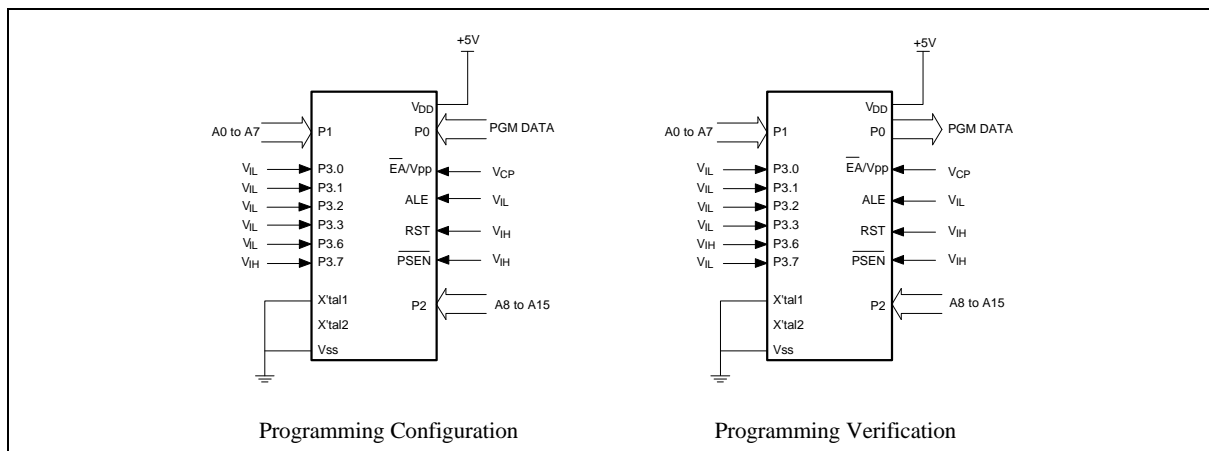 +5V
VDD
A0 to A7
P1
P0
PGM DATA
VIL
P3.0
EA/Vpp
VCP
VIL
P3.1
VIL
P3.2
ALE
VIL
VIL
P3.3
RST
VIH
VIL
P3.6
VIH
P3.7
PSEN
VIH
X'tal1
P2
A8 to A15
X'tal2
Vss
Programming Configuration
+5V
VDD
A0 to A7
P1
P0
PGM DATA
VIL
P3.0
EA/Vpp
VCP
VIL
P3.1
VIL
P3.2
ALE
VIL
VIL
P3.3
RST
VIH
VIH
P3.6
VIL
P3.7
PSEN
VIH
X'tal1
P2
A8 to A15
X'tal2
Vss
Programming Verification